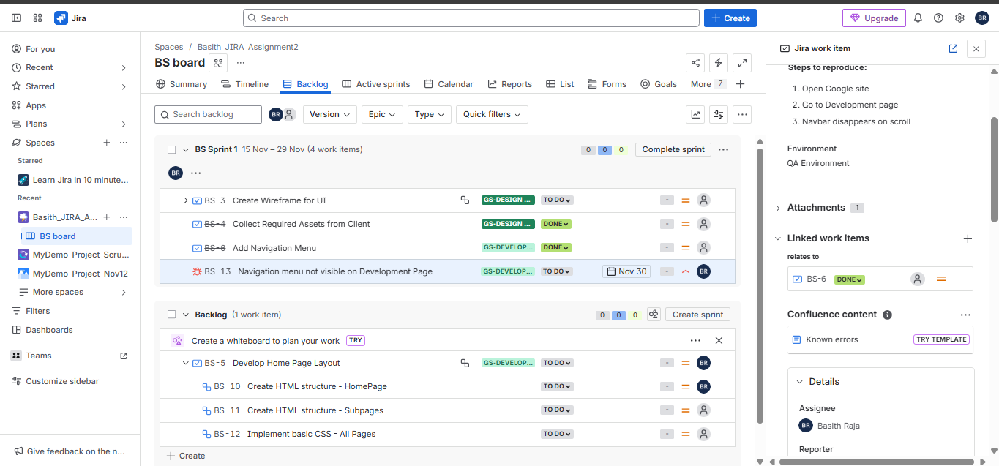 Jira
Search
+ Create
Upgrade
BR
For you
Recent
Starred
Apps
Plans
Spaces
Starred
Learn Jira in 10 minute...
Recent
Basith_JIRA_A...
BS board
MyDemo_Project_Scru...
MyDemo_Project_Nov12
More spaces
Filters
Dashboards
Teams
Customize sidebar
Give feedback on the n...
Spaces / Basith_JIRA_Assignment2
BS board
Summary Timeline Backlog Active sprints Calendar Reports List Forms Goals More 7
Search backlog BR Version Epic Type Quick filters
BS Sprint 1 15 Nov – 29 Nov (4 work items) 0 0 0 Complete sprint
BR
BS-3 Create Wireframe for UI GS-DESIGN ... TO DO -
BS-4 Collect Required Assets from Client GS-DESIGN ... DONE -
BS-6 Add Navigation Menu GS-DEVELOP... DONE -
BS-13 Navigation menu not visible on Development Page GS-DEVELOP... TO DO Nov 30 - BR
Backlog (1 work item) 0 0 0 Create sprint
Create a whiteboard to plan your work TRY
BS-5 Develop Home Page Layout GS-DEVELOP... TO DO - BR
BS-10 Create HTML structure - HomePage TO DO - BR
BS-11 Create HTML structure - Subpages TO DO -
BS-12 Implement basic CSS - All Pages TO DO -
+ Create
Jira work item
Steps to reproduce:
1. Open Google site
2. Go to Development page
3. Navbar disappears on scroll
Environment
QA Environment
Attachments 1
Linked work items
relates to
BS-6 DONE
Confluence content
Known errors TRY TEMPLATE
Details
Assignee
BR Basith Raja
Reporter